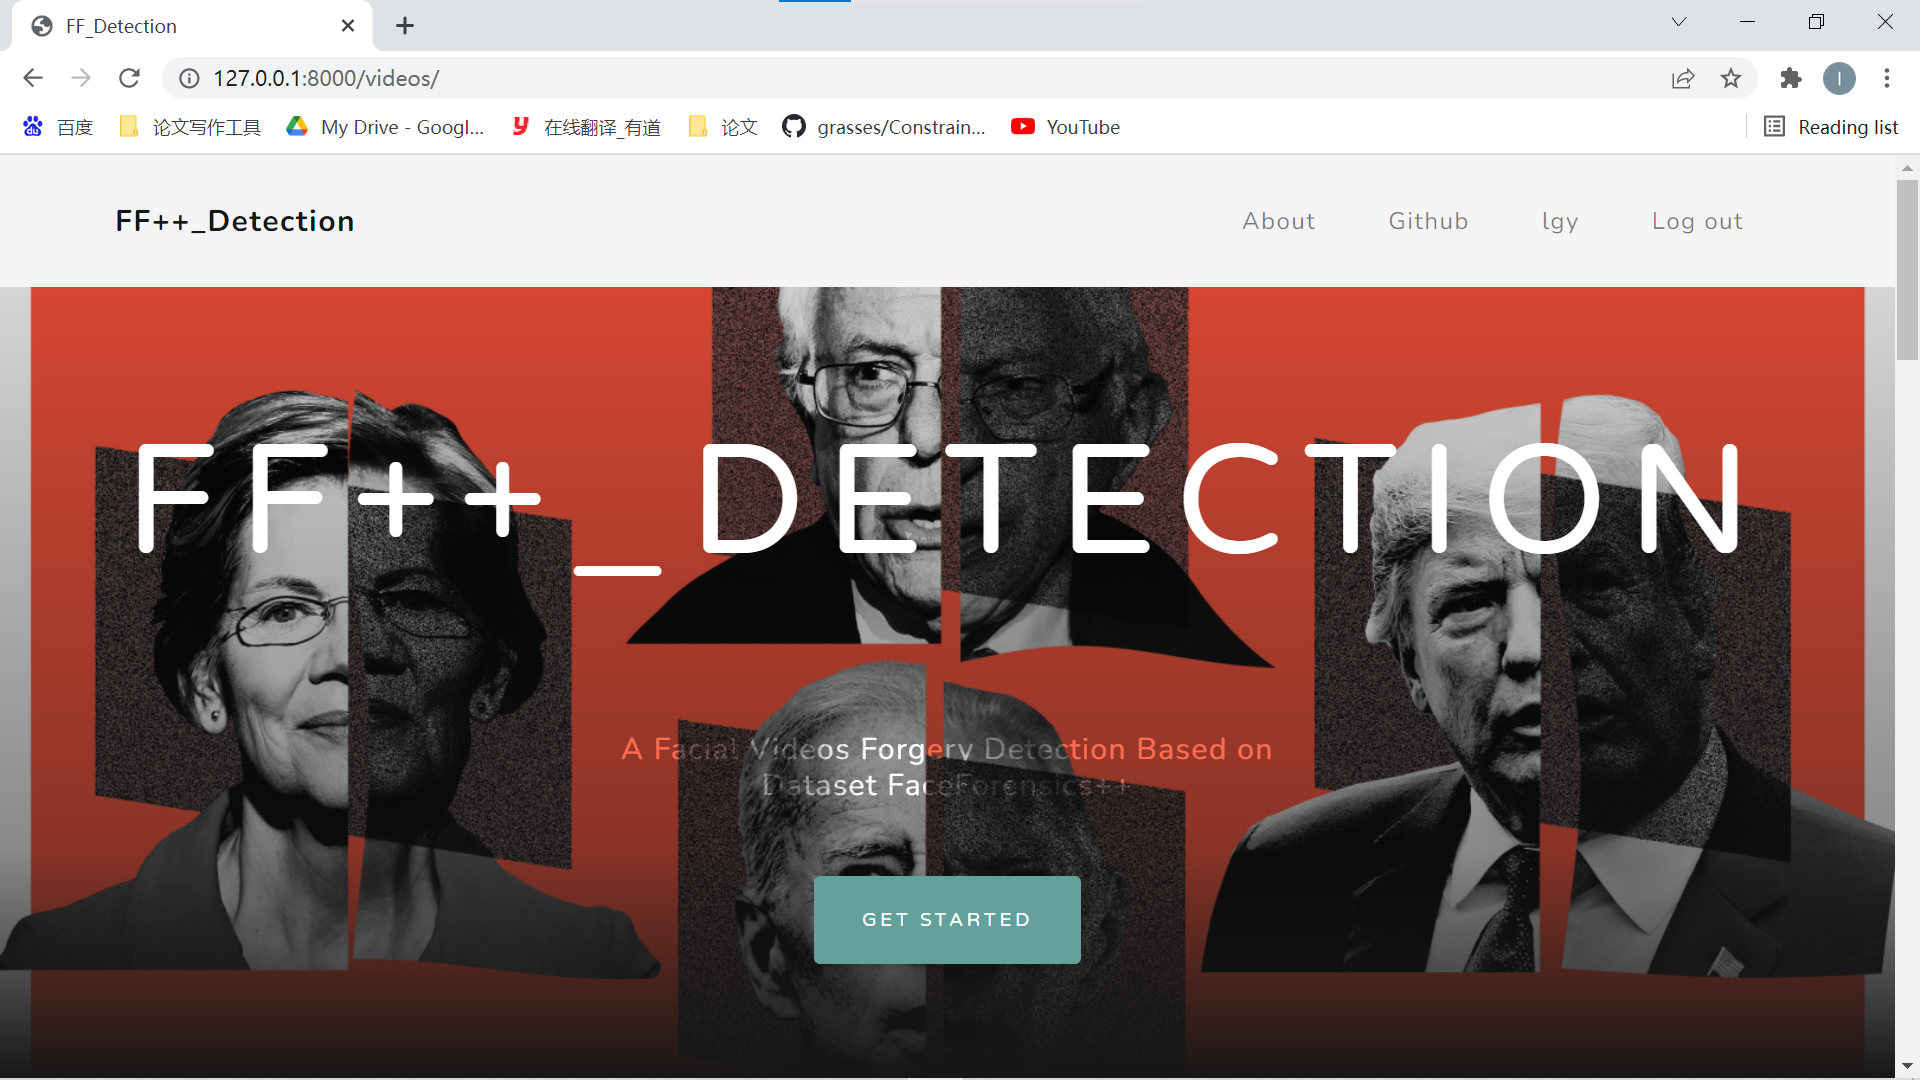 FF_Detection
127.0.0.1:8000/videos/
百度
论文写作工具
My Drive - Googl...
在线翻译_有道
论文
grasses/Constrain...
YouTube
Reading list
FF++_Detection
About
Github
lgy
Log out
FF++_DETECTION
A Facial Videos Forgery Detection Based on
Dataset FaceForensics++
GET STARTED